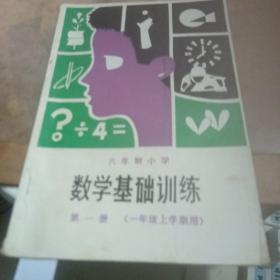 ?÷4=
六年制小学
数学基础训练
第一册 (一年级上学期用)